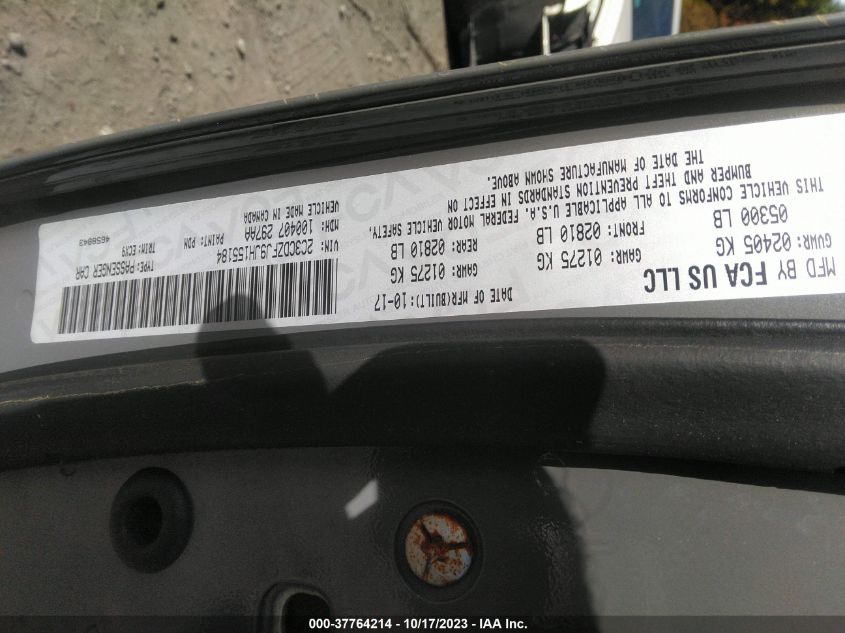 MFD BY FCA US LLC
DATE OF MFR(BUILT): 10-17
GVWR: 02405 KG
05300 LB
GAWR: 01275 KG
FRONT: 02810 LB
GAWR: 01275 KG
REAR: 02810 LB
THIS VEHICLE CONFORMS TO ALL APPLICABLE U.S.A. FEDERAL MOTOR VEHICLE SAFETY,
BUMPER AND THEFT PREVENTION STANDARDS IN EFFECT ON
THE DATE OF MANUFACTURE SHOWN ABOVE.
VIN: 2C3CDZFJ9JH155184
TYPE: PASSENGER CAR
MDH: 100407 297AA
PAINT: PDN
TRIM: ECX9
VEHICLE MADE IN CANADA
4658843
000-37764214 - 10/17/2023 - IAA Inc.